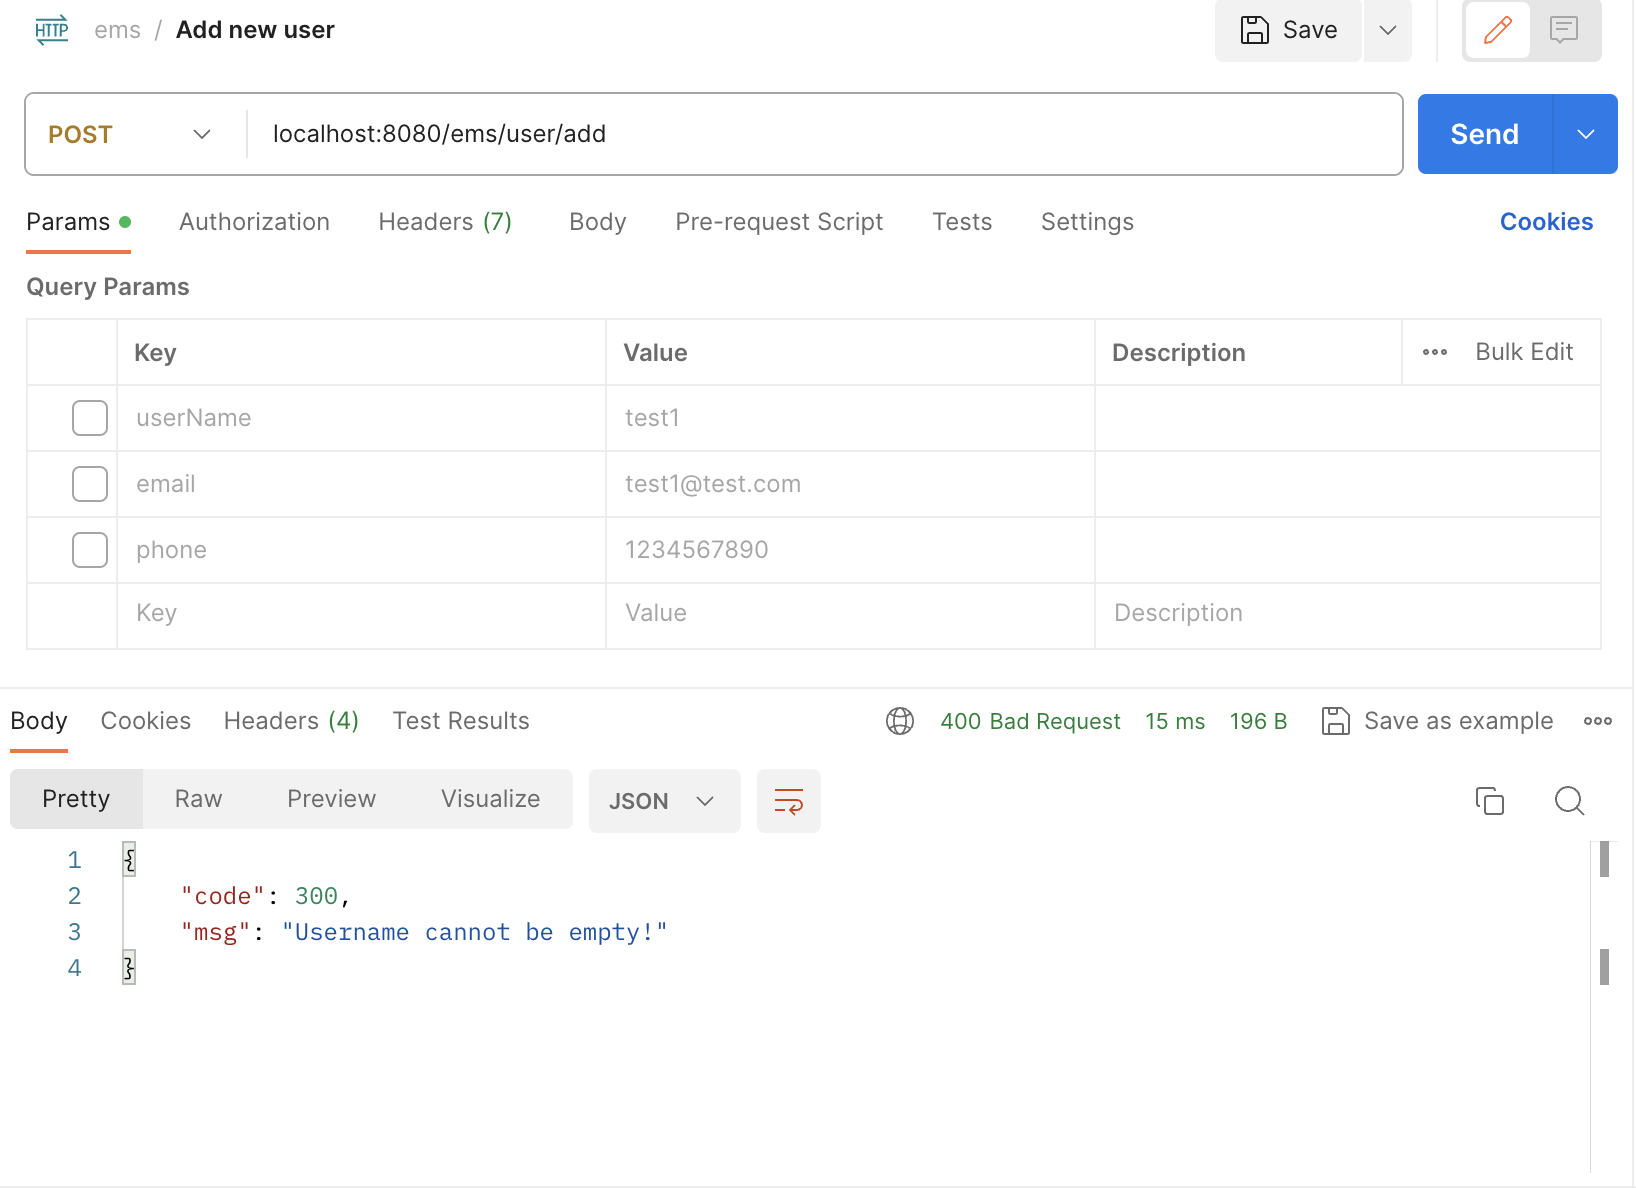 HTTP ems / Add new user Save
POST localhost:8080/ems/user/add Send
Params Authorization Headers (7) Body Pre-request Script Tests Settings Cookies
Query Params
Key Value Description Bulk Edit
userName test1
email test1@test.com
phone 1234567890
Key Value Description
Body Cookies Headers (4) Test Results 400 Bad Request 15 ms 196 B Save as example
Pretty Raw Preview Visualize JSON
1 {
2 "code": 300,
3 "msg": "Username cannot be empty!"
4 }